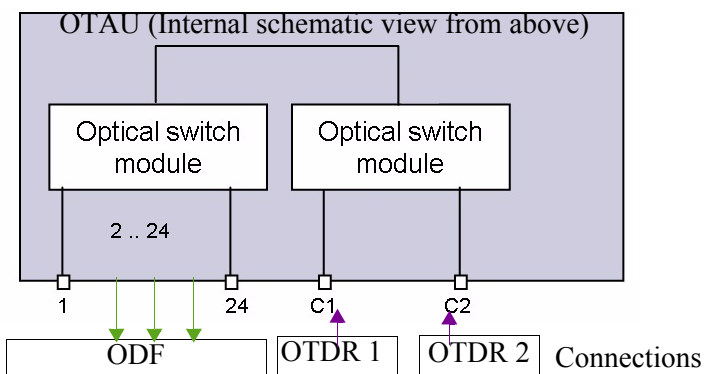 OTAU (Internal schematic view from above)
Optical switch
module
Optical switch
module
2 .. 24
1
24
C1
C2
ODF
OTDR 1
OTDR 2
Connections